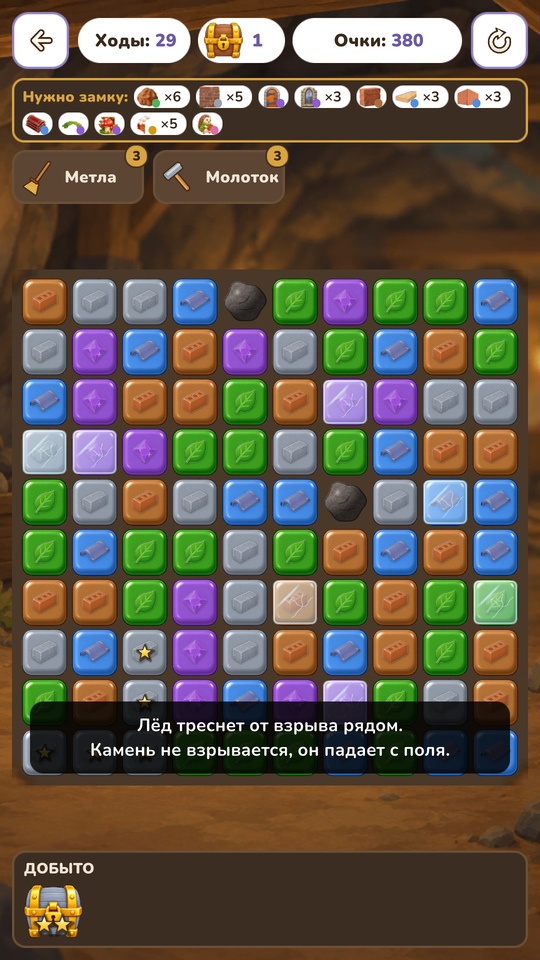 Ходы: 29
1
Очки: 380
Нужно замку: ×6 ×5 ×3 ×3 ×3
×5
3
3
Метла
Молоток
Лёд треснет от взрыва рядом.
Камень не взрывается, он падает с поля.
ДОБЫТО